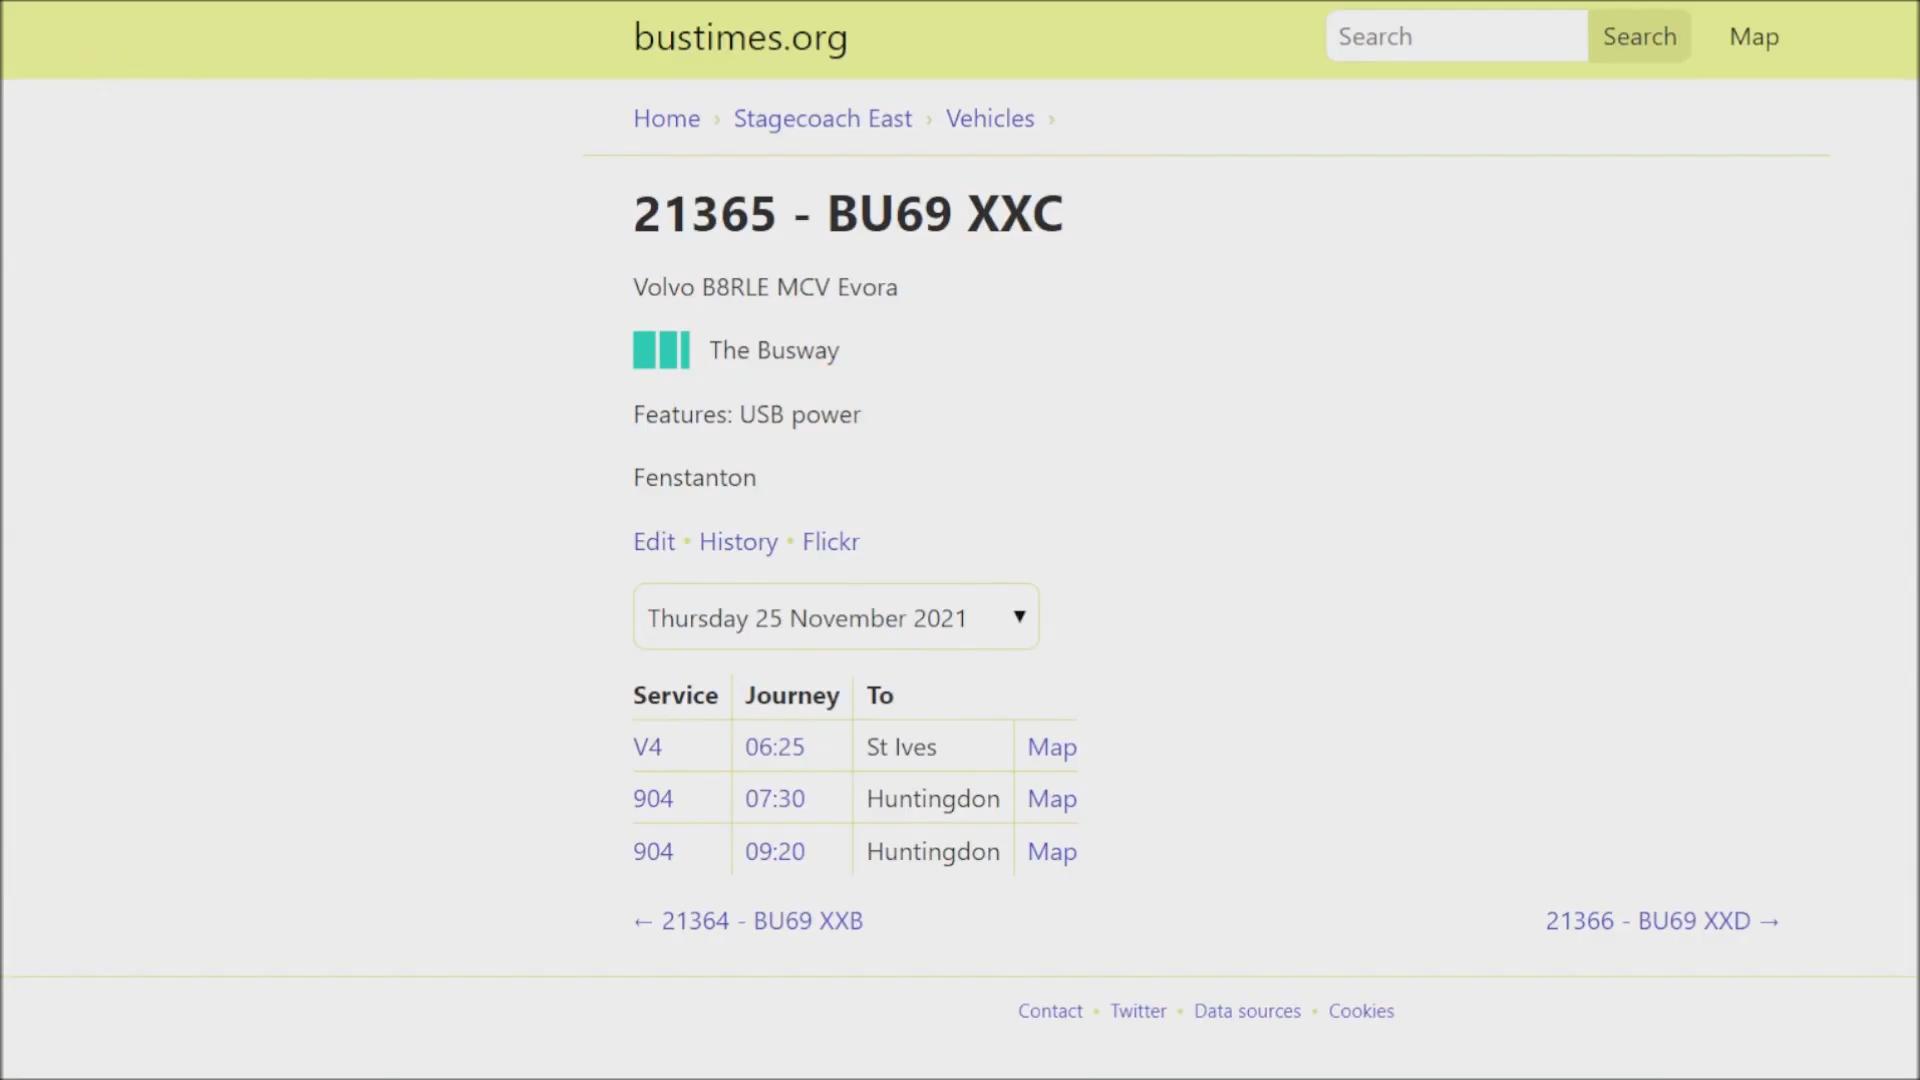 bustimes.org
Search Search Map
Home › Stagecoach East › Vehicles ›
21365 - BU69 XXC
Volvo B8RLE MCV Evora
The Busway
Features: USB power
Fenstanton
Edit • History • Flickr
Thursday 25 November 2021 ▼
Service Journey To
V4 06:25 St Ives Map
904 07:30 Huntingdon Map
904 09:20 Huntingdon Map
← 21364 - BU69 XXB
21366 - BU69 XXD →
Contact • Twitter • Data sources • Cookies